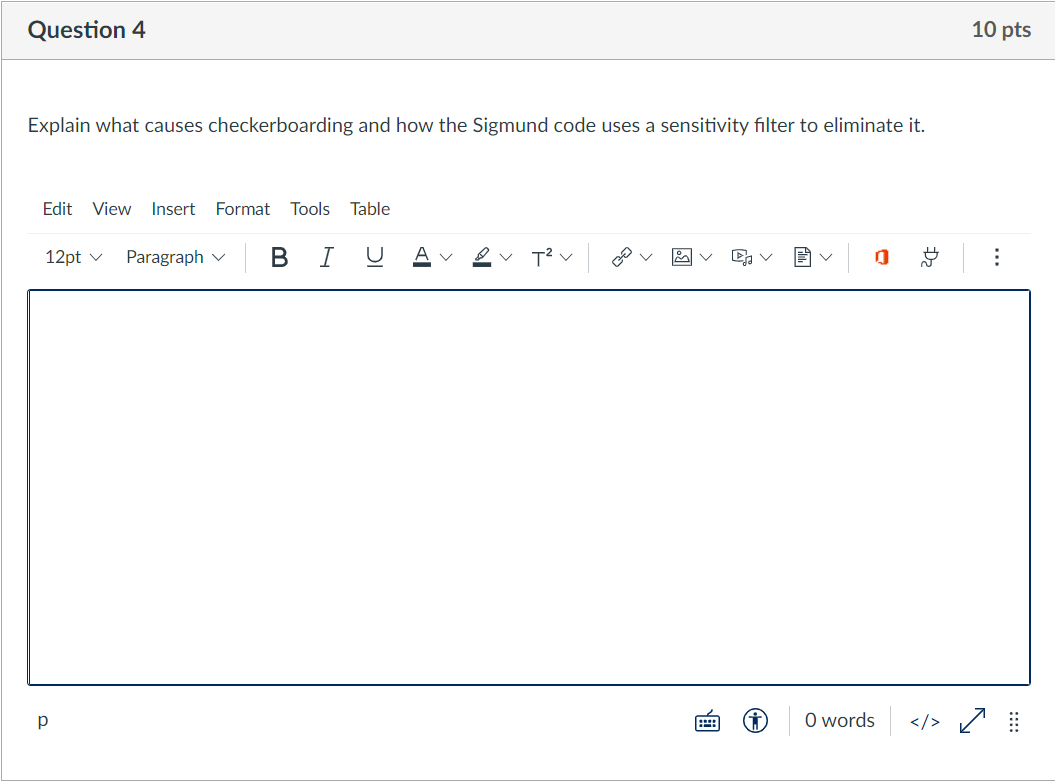 Question 4 10 pts
Explain what causes checkerboarding and how the Sigmund code uses a sensitivity filter to eliminate it.
Edit View Insert Format Tools Table
12pt Paragraph B I U A T²
p 0 words </>